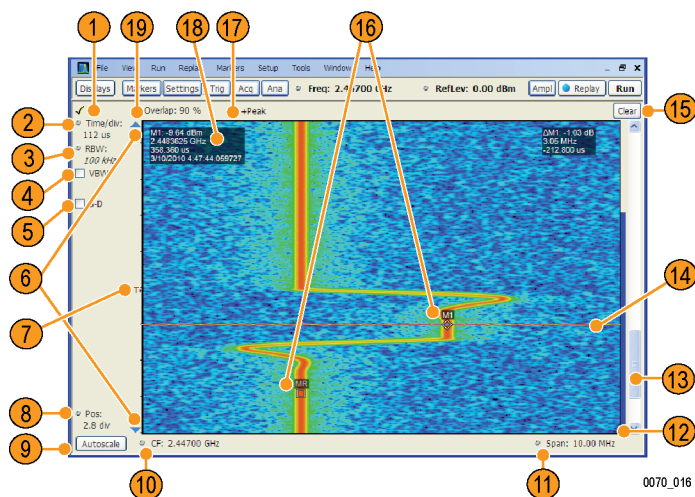 1 19 18 17 16
File View Run Replay Markers Setup Tools Window Help
Displays Markers Settings Trig Acq Ana Freq: 2.44700 GHz RefLev: 0.00 dBm Ampl Replay Run
Overlap: 90 % +Peak Clear 15
2 Time/div:
112 us
3 RBW:
100 kHz
4 VBW
5 3-D
M1: -9.64 dBm
2.4483625 GHz
358.360 us
3/10/2010 4:47:44.059727
ΔM1: -1.03 dB
3.05 MHz
-212.800 us
6
7 T
M1
14
MR
13
8 Pos:
2.8 div
9 Autoscale
12
CF: 2.44700 GHz Span: 10.00 MHz
10 11
0070_016